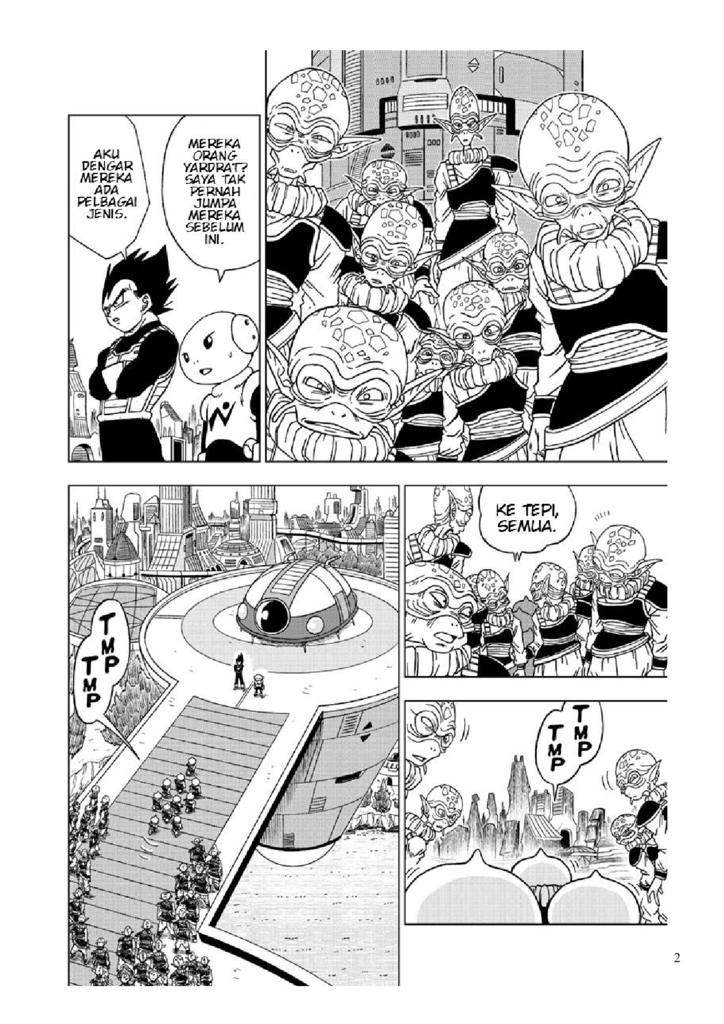 MEREKA
ORANG
YARDRAT?
SAYA TAK
PERNAH
JUMPA
MEREKA
SEBELUM
INI.
AKU
DENGAR
MEREKA
ADA
PELBAGAI
JENIS.
KE TEPI,
SEMUA.
TMP
TMP
TMP
TMP
2